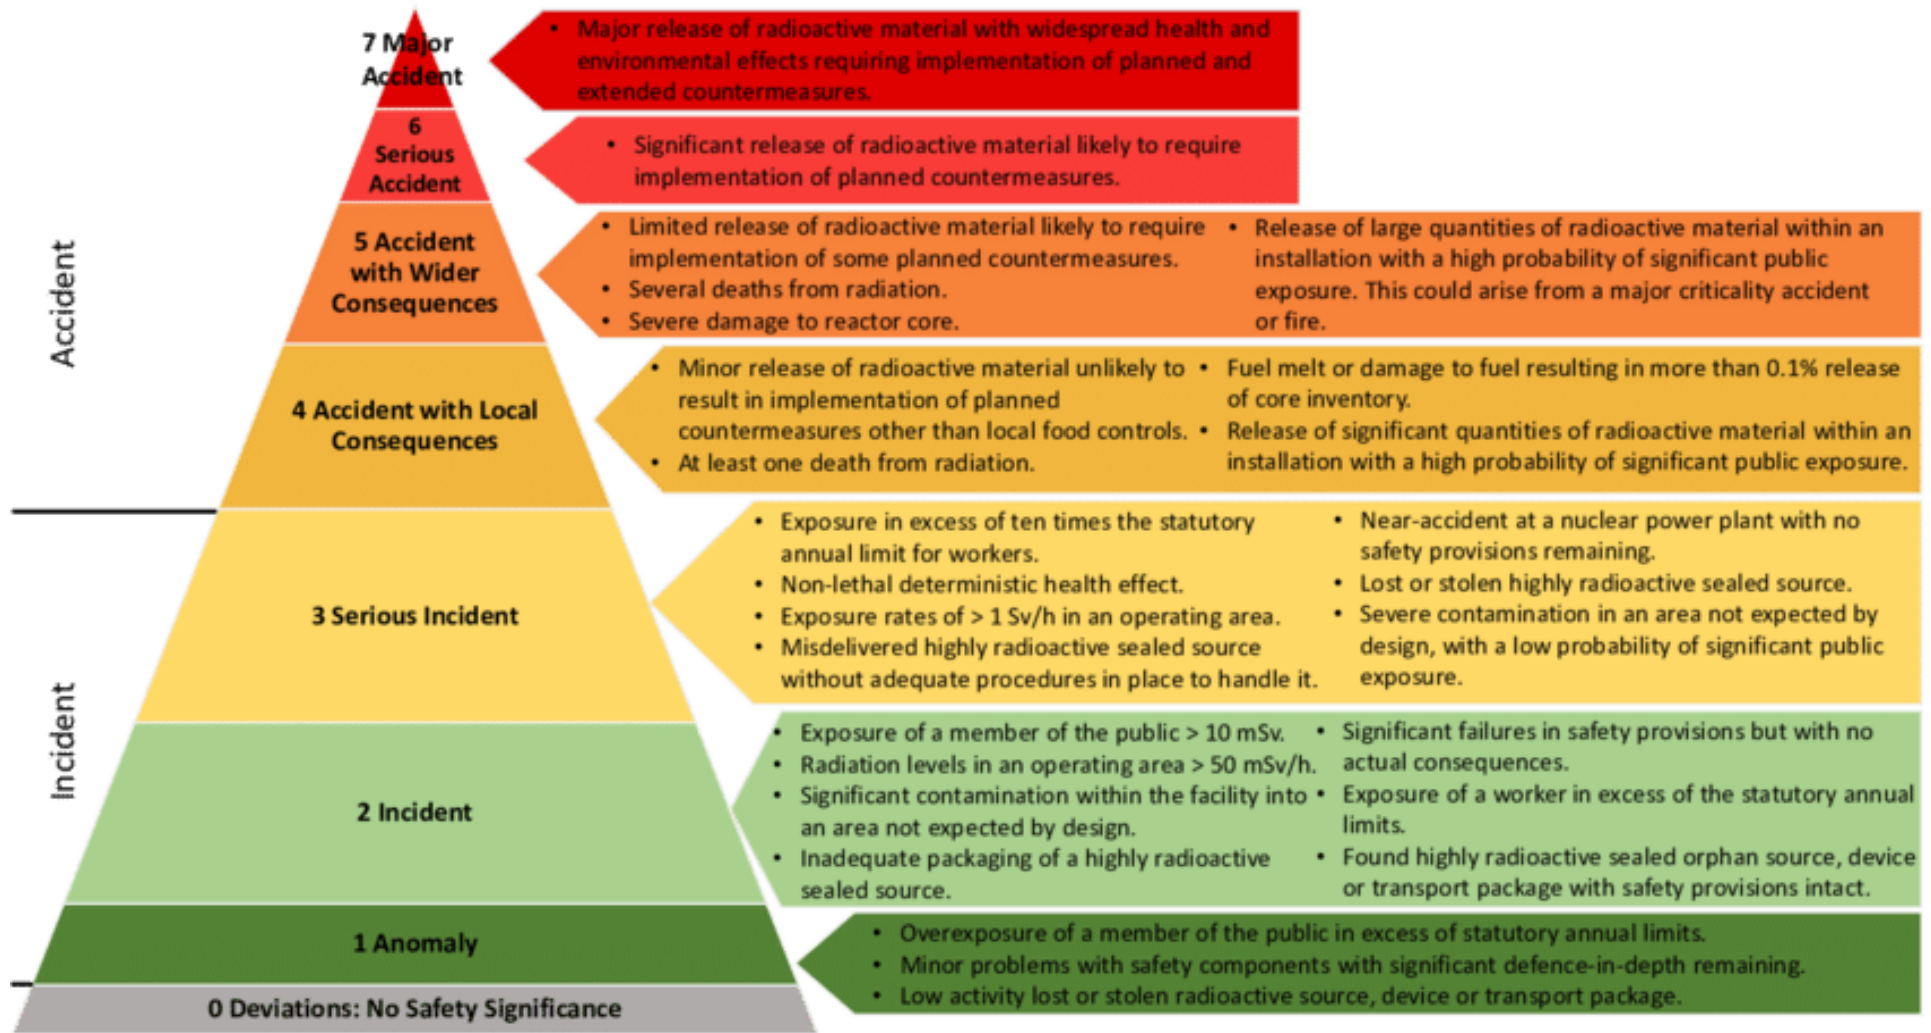 7 Major
Accident
• Major release of radioactive material with widespread health and
environmental effects requiring implementation of planned and
extended countermeasures.
6
Serious
Accident
• Significant release of radioactive material likely to require
implementation of planned countermeasures.
Accident
5 Accident
with Wider
Consequences
• Limited release of radioactive material likely to require
implementation of some planned countermeasures.
• Several deaths from radiation.
• Severe damage to reactor core.
• Release of large quantities of radioactive material within an
installation with a high probability of significant public
exposure. This could arise from a major criticality accident
or fire.
4 Accident with Local
Consequences
• Minor release of radioactive material unlikely to
result in implementation of planned
countermeasures other than local food controls.
• At least one death from radiation.
• Fuel melt or damage to fuel resulting in more than 0.1% release
of core inventory.
• Release of significant quantities of radioactive material within an
installation with a high probability of significant public exposure.
Incident
3 Serious Incident
• Exposure in excess of ten times the statutory
annual limit for workers.
• Non-lethal deterministic health effect.
• Exposure rates of > 1 Sv/h in an operating area.
• Misdelivered highly radioactive sealed source
without adequate procedures in place to handle it.
• Near-accident at a nuclear power plant with no
safety provisions remaining.
• Lost or stolen highly radioactive sealed source.
• Severe contamination in an area not expected by
design, with a low probability of significant public
exposure.
2 Incident
• Exposure of a member of the public > 10 mSv.
• Radiation levels in an operating area > 50 mSv/h.
• Significant contamination within the facility into
an area not expected by design.
• Inadequate packaging of a highly radioactive
sealed source.
• Significant failures in safety provisions but with no
actual consequences.
• Exposure of a worker in excess of the statutory annual
limits.
• Found highly radioactive sealed orphan source, device
or transport package with safety provisions intact.
1 Anomaly
• Overexposure of a member of the public in excess of statutory annual limits.
• Minor problems with safety components with significant defence-in-depth remaining.
• Low activity lost or stolen radioactive source, device or transport package.
0 Deviations: No Safety Significance